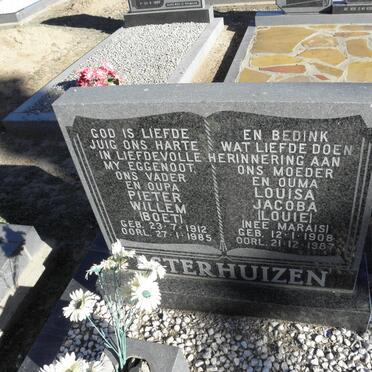 GOD IS LIEFDE
JUIG ONS HARTE
IN LIEFDEVOLLE
MY EGGENOOT,
ONS VADER
EN OUPA
PIETER
WILLEM
[BOET]
GEB. 23·7·1912
OORL. 27·1·1985
EN BEDINK
WAT LIEFDE DOEN
HERINNERING AAN
ONS MOEDER
EN OUMA
LOUISA
JACOBA
[LOUIE]
[NEE MARAIS]
GEB. 12·1·1908
OORL. 21·12·1987
STERHUIZEN